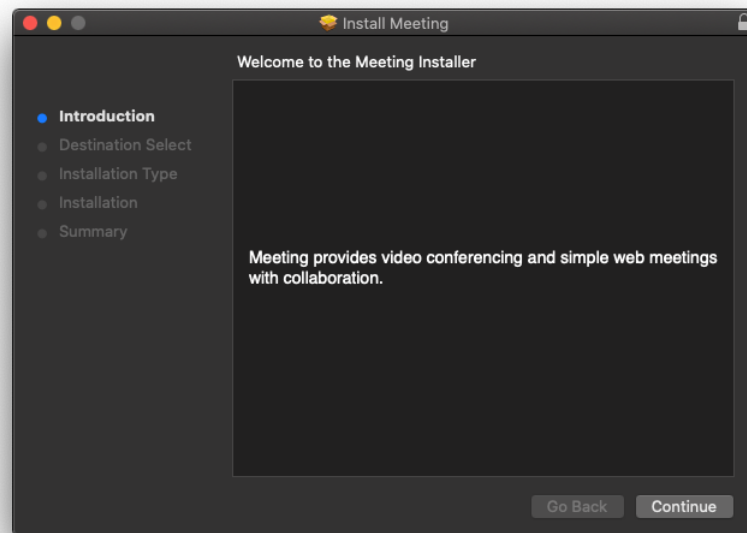 Install Meeting
Welcome to the Meeting Installer
Introduction
Destination Select
Installation Type
Installation
Summary
Meeting provides video conferencing and simple web meetings
with collaboration.
Go Back
Continue